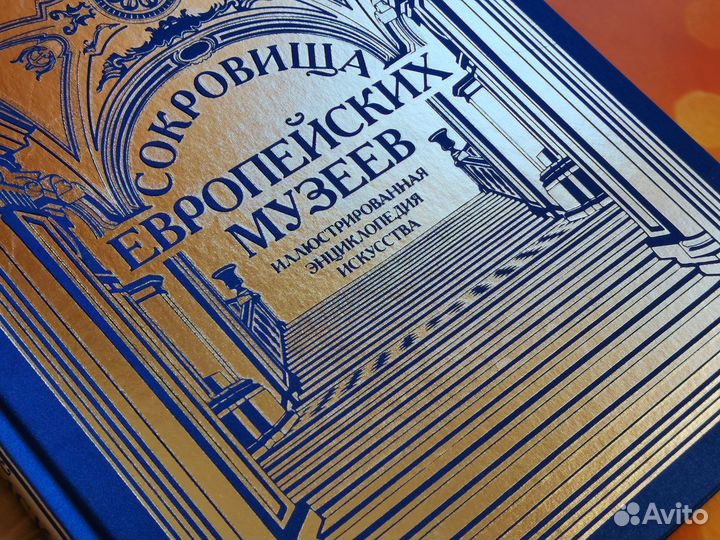 СОКРОВИЩА
ЕВРОПЕЙСКИХ
МУЗЕЕВ
ИЛЛЮСТРИРОВАННАЯ
ЭНЦИКЛОПЕДИЯ
ИСКУССТВА
Avito